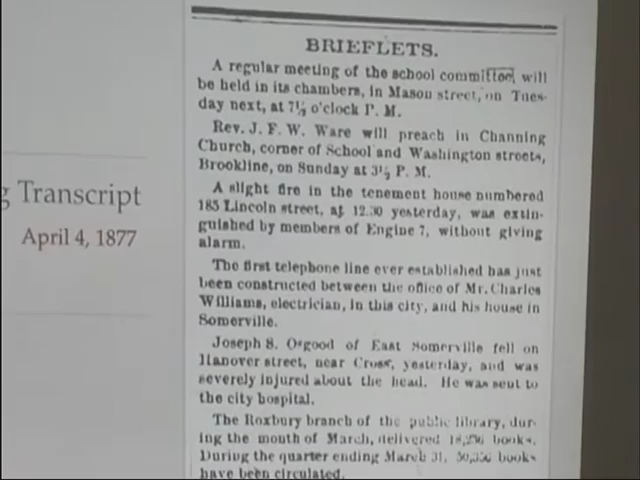 g Transcript
April 4, 1877
BRIEFLETS.
A regular meeting of the school committee, will
be held in its chambers, in Mason street, on Tues-
day next, at 7½ o'clock P. M.
Rev. J. F. W. Ware will preach in Channing
Church, corner of School and Washington streets,
Brookline, on Sunday at 3½ P. M.
A slight fire in the tenement house numbered
185 Lincoln street, at 12.30 yesterday, was extin-
guished by members of Engine 7, without giving
alarm.
The first telephone line ever established has just
been constructed between the office of Mr. Charles
Williams, electrician, in this city, and his house in
Somerville.
Joseph S. Osgood of East Somerville fell on
Hanover street, near Cross, yesterday, and was
severely injured about the head. He was sent to
the city hospital.
The Roxbury branch of the public library, dur-
ing the month of March, delivered books.
During the quarter ending March 31, books
have been circulated.